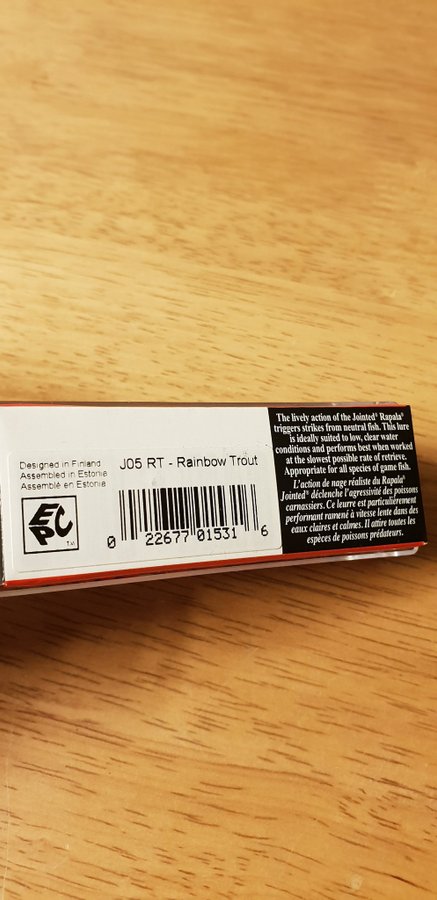 Designed in Finland
Assembled in Estonia
Assemblé en Estonie
J05 RT - Rainbow Trout
EPC
TM
0 22677 01531 6
The lively action of the Jointed® Rapala®
triggers strikes from neutral fish. This lure
is ideally suited to low, clear water
conditions and performs best when worked
at the slowest possible rate of retrieve.
Appropriate for all species of game fish.
L'action de nage réaliste du Rapala®
Jointed® déclenche l'agressivité des poissons
carnassiers. Ce leurre est particulièrement
performant ramené à vitesse lente dans des
eaux claires et calmes. Il attire toutes les
espèces de poissons prédateurs.